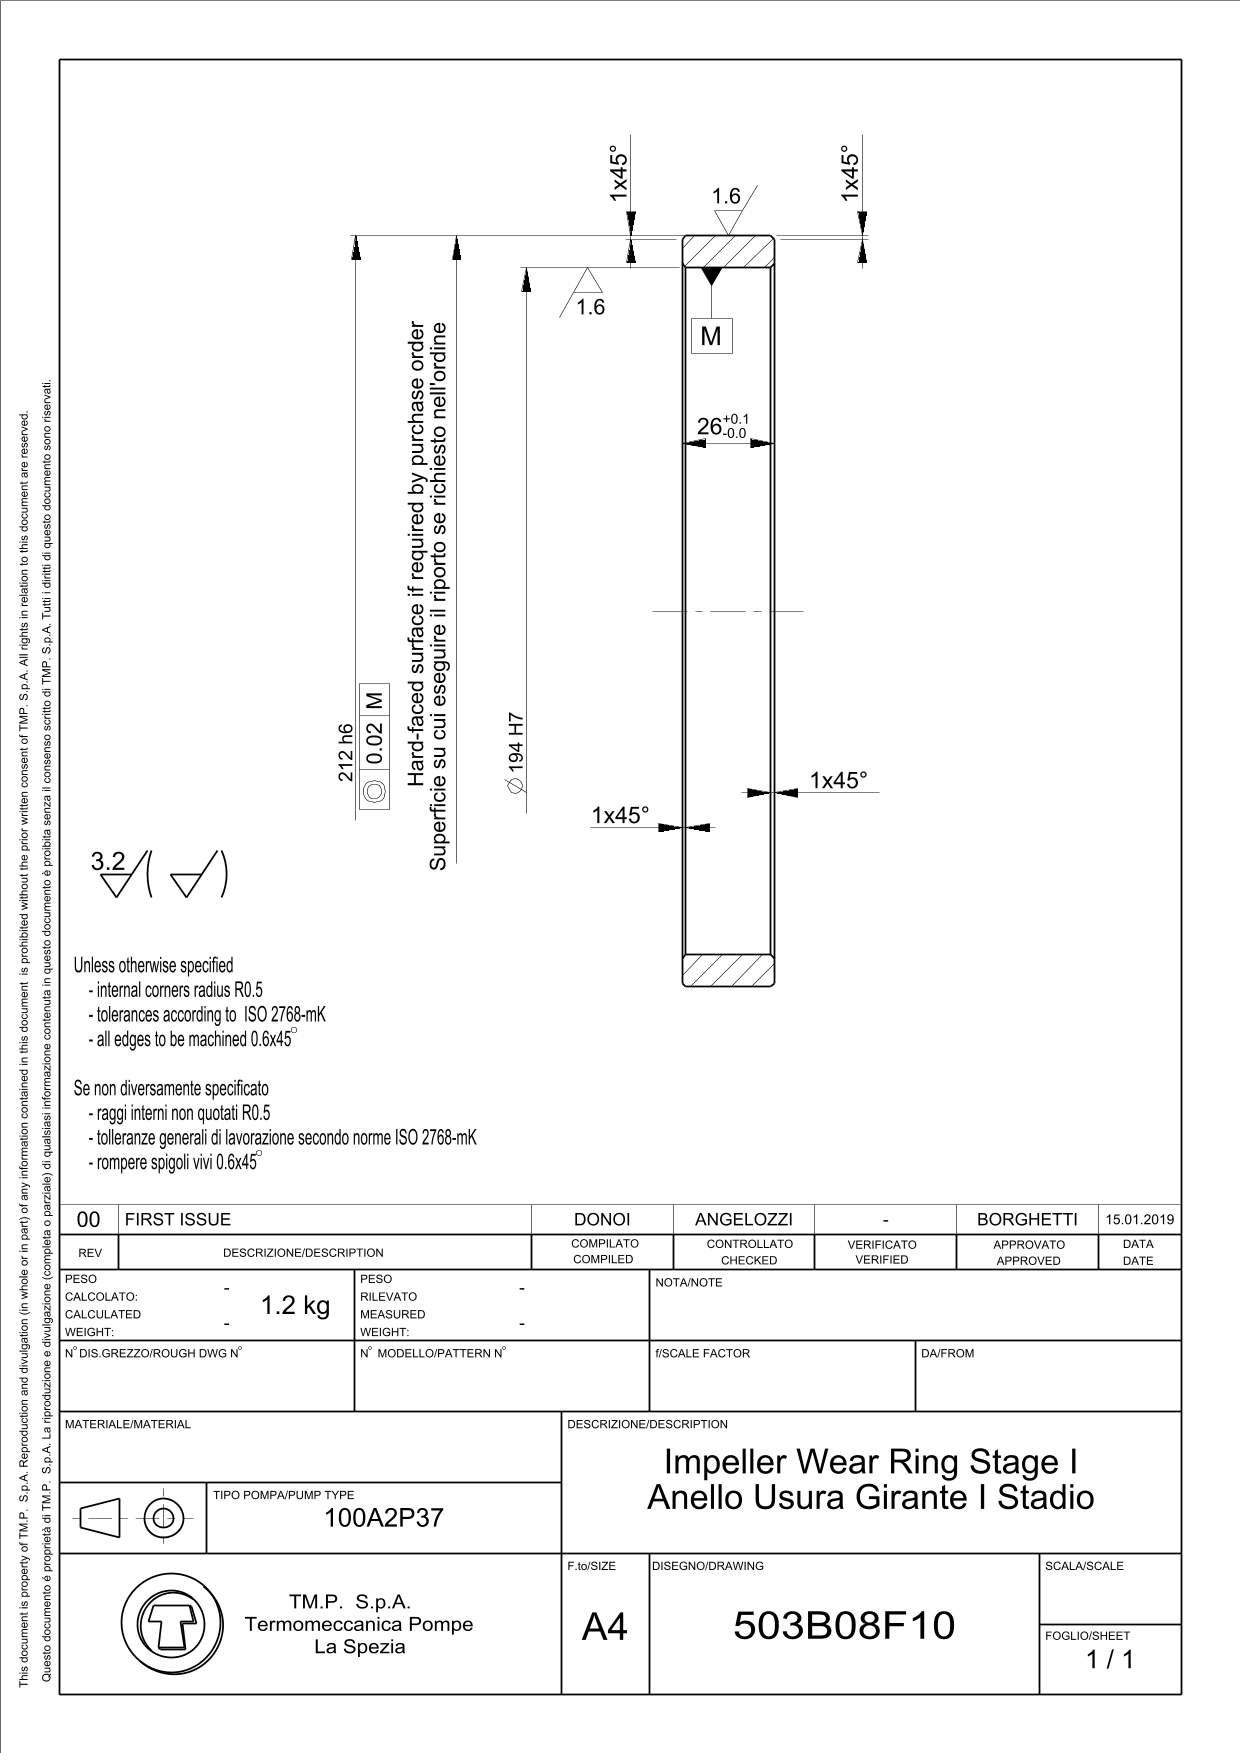 1x45°
1.6
1x45°
1.6
M
26 +0.1 -0.0
Hard-faced surface if required by purchase order
Superficie su cui eseguire il riporto se richiesto nell'ordine
212 h6
0.02 M
⌀ 194 H7
1x45°
1x45°
3.2
Unless otherwise specified
- internal corners radius R0.5
- tolerances according to ISO 2768-mK
- all edges to be machined 0.6x45°
Se non diversamente specificato
- raggi interni non quotati R0.5
- tolleranze generali di lavorazione secondo norme ISO 2768-mK
- rompere spigoli vivi 0.6x45°
This document is property of TM.P. S.p.A. Reproduction and divulgation (in whole or in part) of any information contained in this document is prohibited without the prior written consent of TMP. S.p.A. All rights in relation to this document are reserved.
Questo documento é proprietà di TM.P. S.p.A. La riproduzione e divulgazione (completa o parziale) di qualsiasi informazione contenuta in questo documento è proibita senza il consenso scritto di TMP. S.p.A. Tutti i diritti di questo documento sono riservati.
00 FIRST ISSUE DONOI ANGELOZZI - BORGHETTI 15.01.2019
REV DESCRIZIONE/DESCRIPTION COMPILATO COMPILED CONTROLLATO CHECKED VERIFICATO VERIFIED APPROVATO APPROVED DATA DATE
PESO
CALCOLATO: -
CALCULATED
WEIGHT: -
1.2 kg
PESO
RILEVATO -
MEASURED
WEIGHT: -
NOTA/NOTE
N° DIS.GREZZO/ROUGH DWG N°
N° MODELLO/PATTERN N°
f/SCALE FACTOR
DA/FROM
MATERIALE/MATERIAL
DESCRIZIONE/DESCRIPTION
Impeller Wear Ring Stage I
Anello Usura Girante I Stadio
TIPO POMPA/PUMP TYPE
100A2P37
TM.P. S.p.A.
Termomeccanica Pompe
La Spezia
F.to/SIZE
A4
DISEGNO/DRAWING
503B08F10
SCALA/SCALE
FOGLIO/SHEET
1 / 1